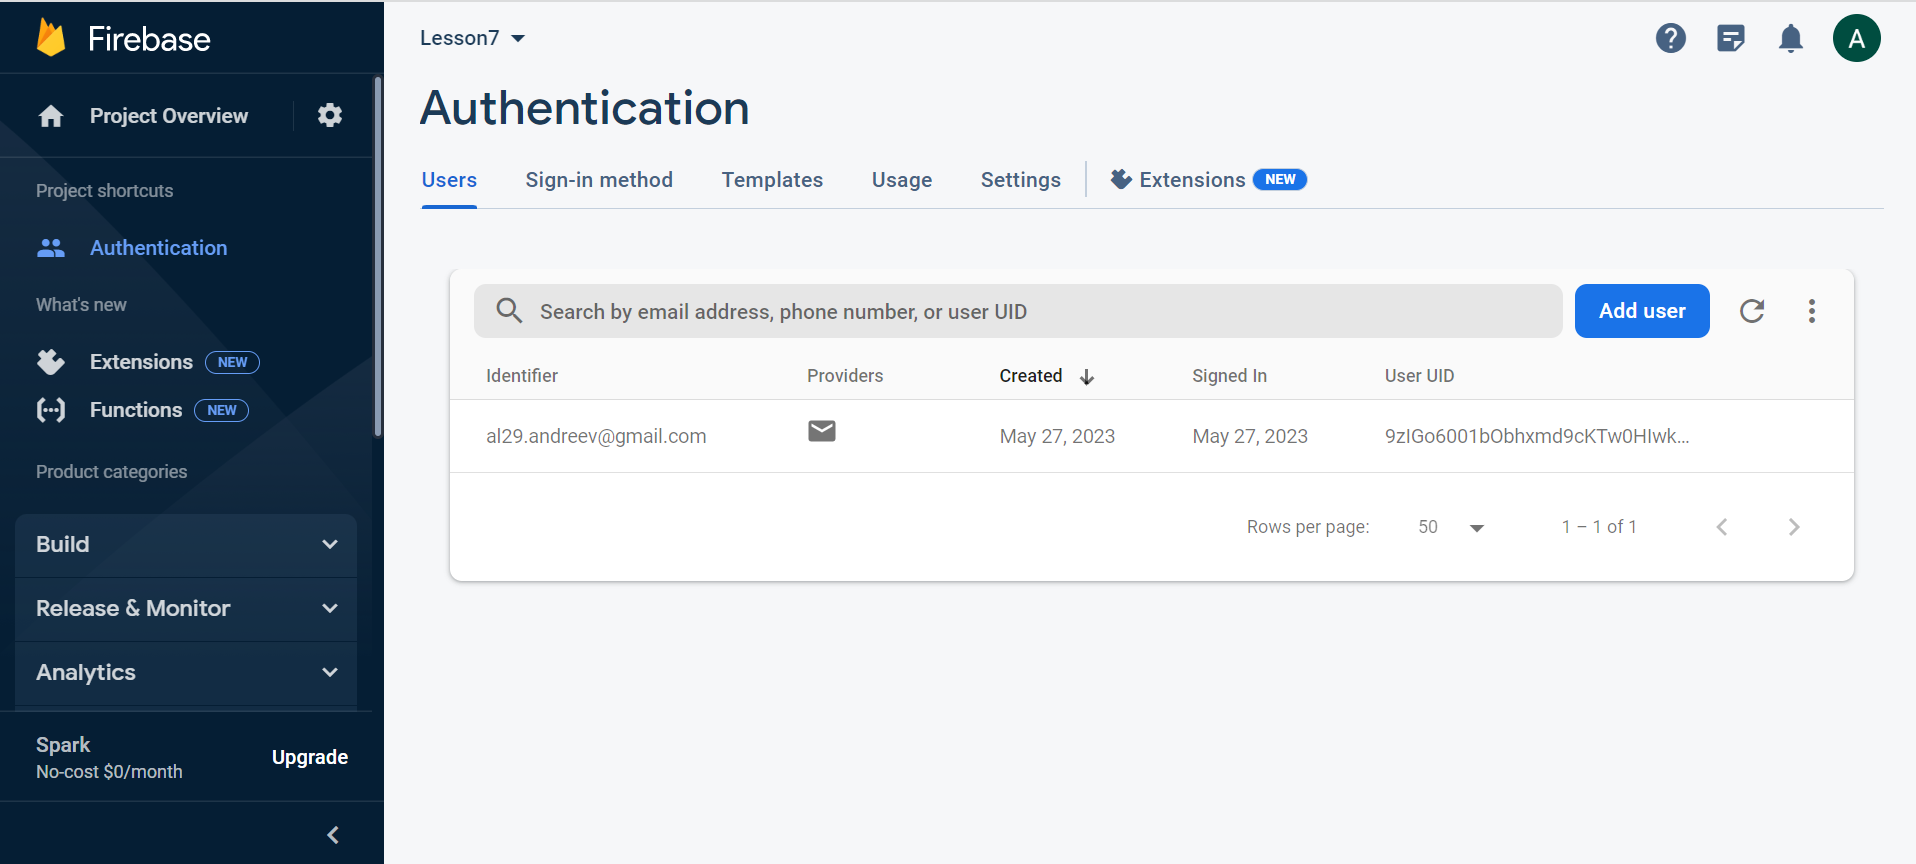 Firebase
Project Overview
Project shortcuts
Authentication
What's new
Extensions NEW
Functions NEW
Product categories
Build
Release & Monitor
Analytics
Spark
No-cost $0/month
Upgrade
Lesson7
A
Authentication
Users Sign-in method Templates Usage Settings Extensions NEW
Search by email address, phone number, or user UID
Add user
Identifier Providers Created Signed In User UID
al29.andreev@gmail.com May 27, 2023 May 27, 2023 9zIGo6001bObhxmd9cKTw0HIwk...
Rows per page: 50 1 – 1 of 1